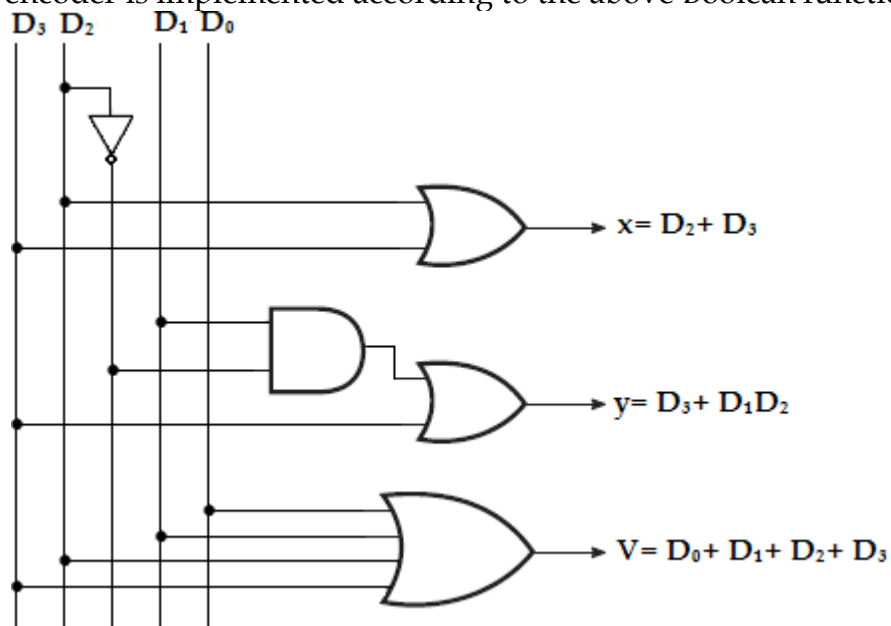 encoder is implemented according to the above Boolean functio
D₃ D₂ D₁ D₀
x= D₂+ D₃
y= D₃+ D₁D₂
V= D₀+ D₁+ D₂+ D₃